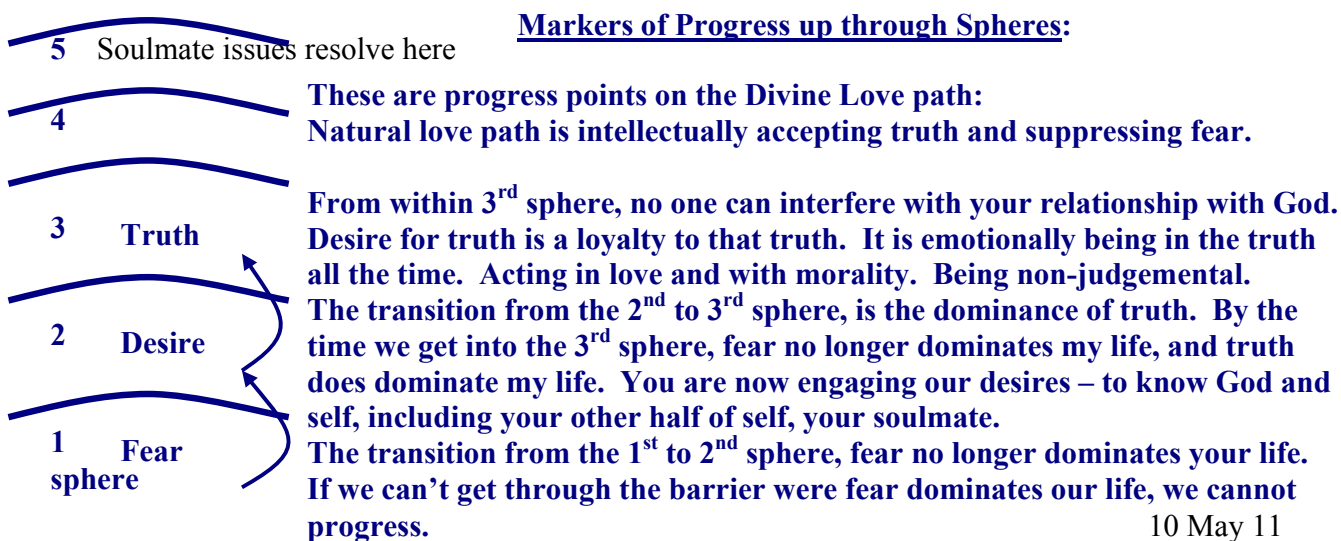 Markers of Progress up through Spheres:
5 Soulmate issues resolve here
These are progress points on the Divine Love path:
4
Natural love path is intellectually accepting truth and suppressing fear.
From within 3rd sphere, no one can interfere with your relationship with God.
3 Truth
Desire for truth is a loyalty to that truth. It is emotionally being in the truth
all the time. Acting in love and with morality. Being non-judgemental.
The transition from the 2nd to 3rd sphere, is the dominance of truth. By the
2 Desire
time we get into the 3rd sphere, fear no longer dominates my life, and truth
does dominate my life. You are now engaging our desires – to know God and
self, including your other half of self, your soulmate.
1 Fear
sphere
The transition from the 1st to 2nd sphere, fear no longer dominates your life.
If we can't get through the barrier were fear dominates our life, we cannot
progress.
10 May 11